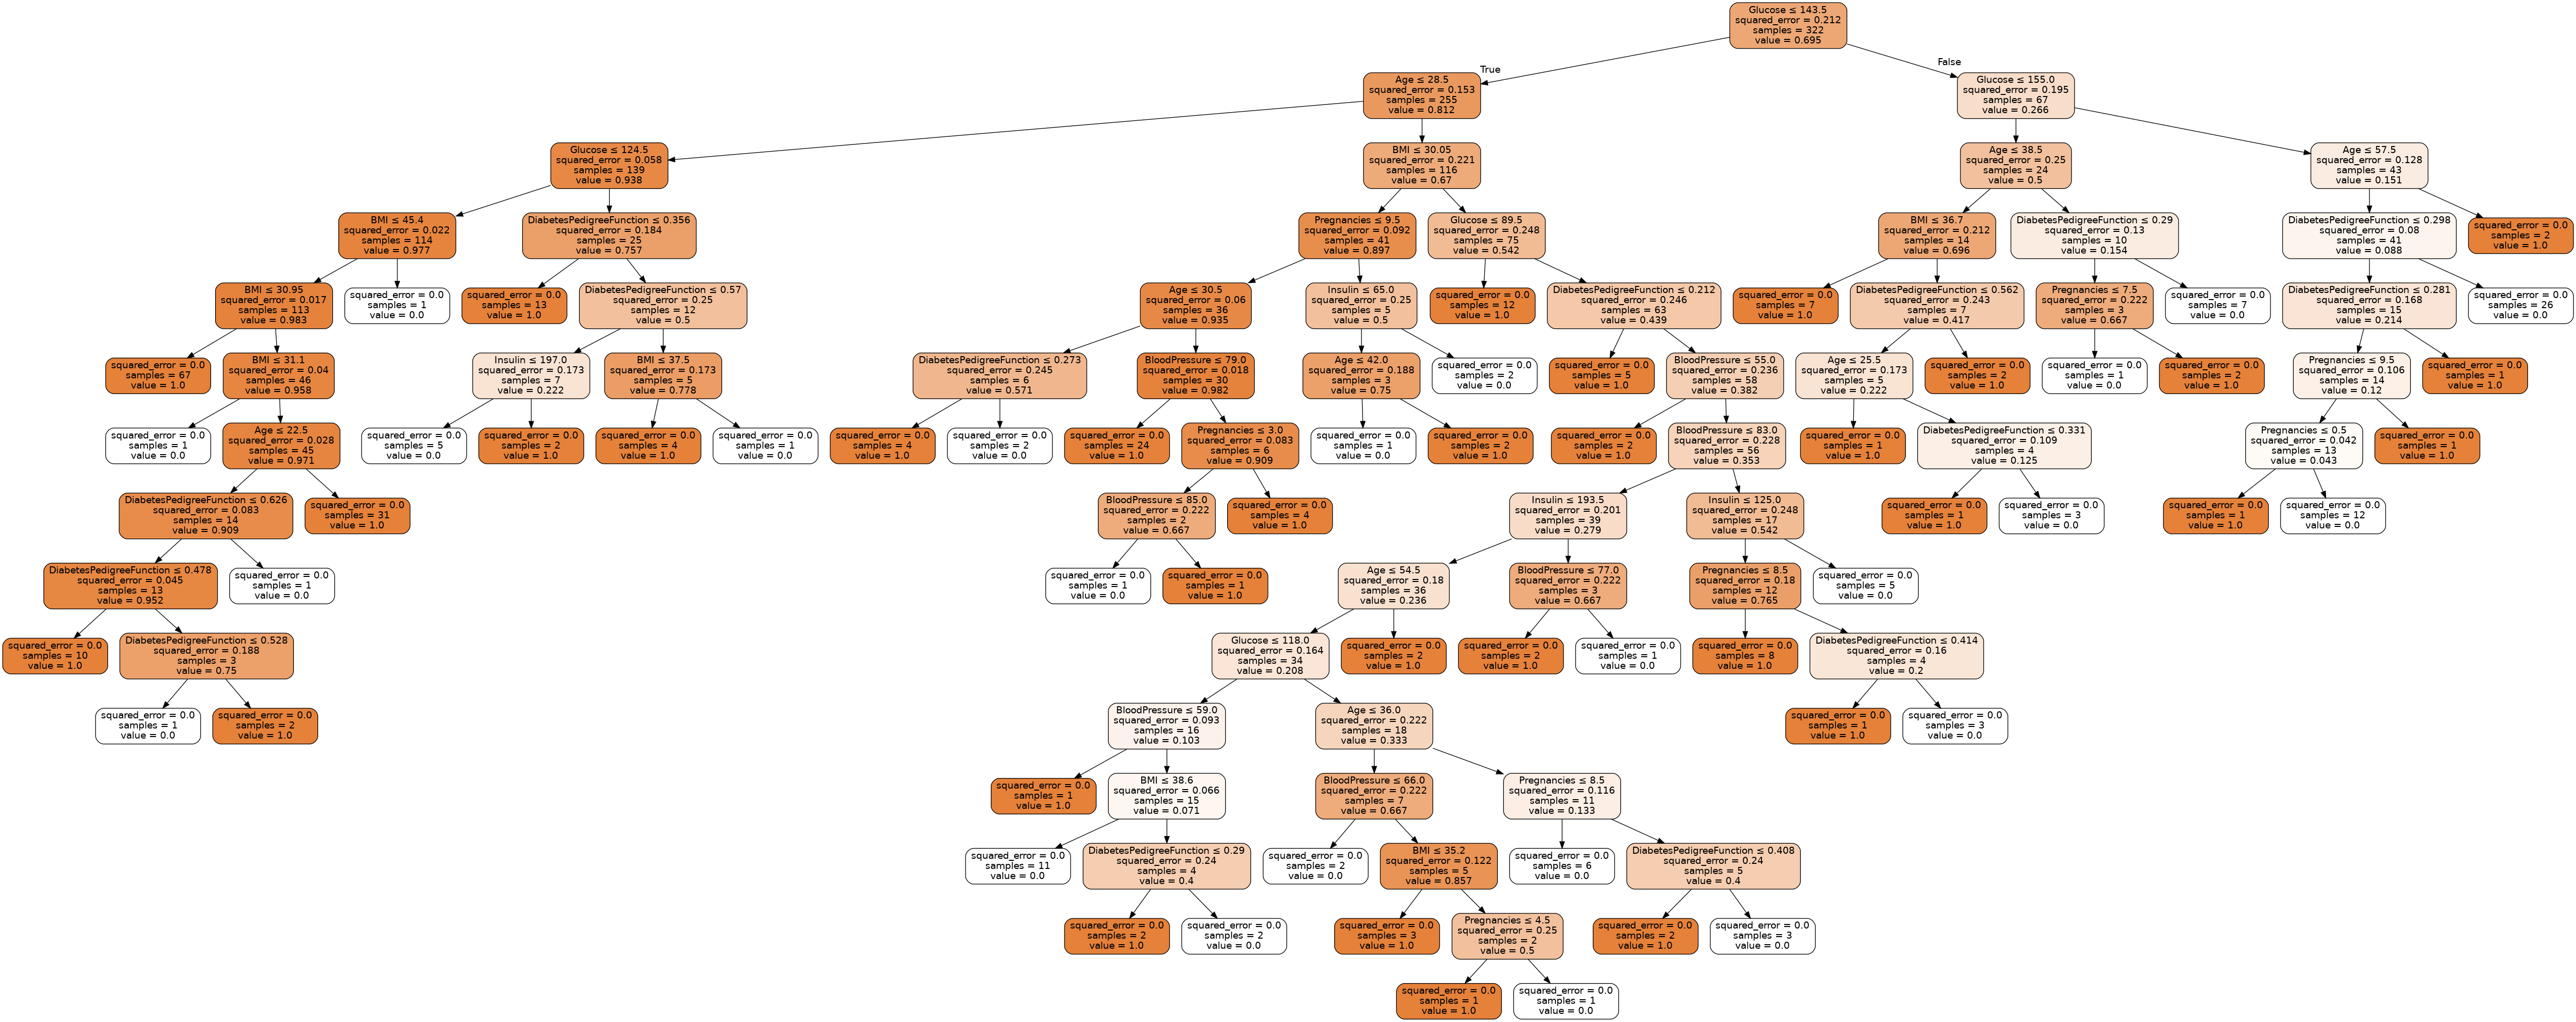 Glucose ≤ 143.5
squared_error = 0.212
samples = 322
value = 0.695
True
False
Age ≤ 28.5
squared_error = 0.153
samples = 255
value = 0.812
Glucose ≤ 155.0
squared_error = 0.195
samples = 67
value = 0.266
Glucose ≤ 124.5
squared_error = 0.058
samples = 139
value = 0.938
BMI ≤ 30.05
squared_error = 0.221
samples = 116
value = 0.67
Age ≤ 38.5
squared_error = 0.25
samples = 24
value = 0.5
Age ≤ 57.5
squared_error = 0.128
samples = 43
value = 0.151
BMI ≤ 45.4
squared_error = 0.022
samples = 114
value = 0.977
DiabetesPedigreeFunction ≤ 0.356
squared_error = 0.184
samples = 25
value = 0.757
Pregnancies ≤ 9.5
squared_error = 0.092
samples = 41
value = 0.897
Glucose ≤ 89.5
squared_error = 0.248
samples = 75
value = 0.542
BMI ≤ 36.7
squared_error = 0.212
samples = 14
value = 0.696
DiabetesPedigreeFunction ≤ 0.29
squared_error = 0.13
samples = 10
value = 0.154
DiabetesPedigreeFunction ≤ 0.298
squared_error = 0.08
samples = 41
value = 0.088
squared_error = 0.0
samples = 2
value = 1.0
BMI ≤ 30.95
squared_error = 0.017
samples = 113
value = 0.983
squared_error = 0.0
samples = 1
value = 0.0
squared_error = 0.0
samples = 13
value = 1.0
DiabetesPedigreeFunction ≤ 0.57
squared_error = 0.25
samples = 12
value = 0.5
Age ≤ 30.5
squared_error = 0.06
samples = 36
value = 0.935
Insulin ≤ 65.0
squared_error = 0.25
samples = 5
value = 0.5
squared_error = 0.0
samples = 12
value = 1.0
DiabetesPedigreeFunction ≤ 0.212
squared_error = 0.246
samples = 63
value = 0.439
squared_error = 0.0
samples = 7
value = 1.0
DiabetesPedigreeFunction ≤ 0.562
squared_error = 0.243
samples = 7
value = 0.417
Pregnancies ≤ 7.5
squared_error = 0.222
samples = 3
value = 0.667
squared_error = 0.0
samples = 7
value = 0.0
DiabetesPedigreeFunction ≤ 0.281
squared_error = 0.168
samples = 15
value = 0.214
squared_error = 0.0
samples = 26
value = 0.0
squared_error = 0.0
samples = 67
value = 1.0
BMI ≤ 31.1
squared_error = 0.04
samples = 46
value = 0.958
Insulin ≤ 197.0
squared_error = 0.173
samples = 7
value = 0.222
BMI ≤ 37.5
squared_error = 0.173
samples = 5
value = 0.778
DiabetesPedigreeFunction ≤ 0.273
squared_error = 0.245
samples = 6
value = 0.571
BloodPressure ≤ 79.0
squared_error = 0.018
samples = 30
value = 0.982
Age ≤ 42.0
squared_error = 0.188
samples = 3
value = 0.75
squared_error = 0.0
samples = 2
value = 0.0
squared_error = 0.0
samples = 5
value = 1.0
BloodPressure ≤ 55.0
squared_error = 0.236
samples = 58
value = 0.382
Age ≤ 25.5
squared_error = 0.173
samples = 5
value = 0.222
squared_error = 0.0
samples = 2
value = 1.0
squared_error = 0.0
samples = 1
value = 0.0
squared_error = 0.0
samples = 2
value = 1.0
Pregnancies ≤ 9.5
squared_error = 0.106
samples = 14
value = 0.12
squared_error = 0.0
samples = 1
value = 1.0
squared_error = 0.0
samples = 1
value = 0.0
Age ≤ 22.5
squared_error = 0.028
samples = 45
value = 0.971
squared_error = 0.0
samples = 5
value = 0.0
squared_error = 0.0
samples = 2
value = 1.0
squared_error = 0.0
samples = 4
value = 1.0
squared_error = 0.0
samples = 1
value = 0.0
squared_error = 0.0
samples = 4
value = 1.0
squared_error = 0.0
samples = 2
value = 0.0
squared_error = 0.0
samples = 24
value = 1.0
Pregnancies ≤ 3.0
squared_error = 0.083
samples = 6
value = 0.909
squared_error = 0.0
samples = 1
value = 0.0
squared_error = 0.0
samples = 2
value = 1.0
squared_error = 0.0
samples = 2
value = 1.0
BloodPressure ≤ 83.0
squared_error = 0.228
samples = 56
value = 0.353
squared_error = 0.0
samples = 1
value = 1.0
DiabetesPedigreeFunction ≤ 0.331
squared_error = 0.109
samples = 4
value = 0.125
Pregnancies ≤ 0.5
squared_error = 0.042
samples = 13
value = 0.043
squared_error = 0.0
samples = 1
value = 1.0
DiabetesPedigreeFunction ≤ 0.626
squared_error = 0.083
samples = 14
value = 0.909
squared_error = 0.0
samples = 31
value = 1.0
BloodPressure ≤ 85.0
squared_error = 0.222
samples = 2
value = 0.667
squared_error = 0.0
samples = 4
value = 1.0
Insulin ≤ 193.5
squared_error = 0.201
samples = 39
value = 0.279
Insulin ≤ 125.0
squared_error = 0.248
samples = 17
value = 0.542
squared_error = 0.0
samples = 1
value = 1.0
squared_error = 0.0
samples = 3
value = 0.0
squared_error = 0.0
samples = 1
value = 1.0
squared_error = 0.0
samples = 12
value = 0.0
DiabetesPedigreeFunction ≤ 0.478
squared_error = 0.045
samples = 13
value = 0.952
squared_error = 0.0
samples = 1
value = 0.0
squared_error = 0.0
samples = 1
value = 0.0
squared_error = 0.0
samples = 1
value = 1.0
Age ≤ 54.5
squared_error = 0.18
samples = 36
value = 0.236
BloodPressure ≤ 77.0
squared_error = 0.222
samples = 3
value = 0.667
Pregnancies ≤ 8.5
squared_error = 0.18
samples = 12
value = 0.765
squared_error = 0.0
samples = 5
value = 0.0
squared_error = 0.0
samples = 10
value = 1.0
DiabetesPedigreeFunction ≤ 0.528
squared_error = 0.188
samples = 3
value = 0.75
Glucose ≤ 118.0
squared_error = 0.164
samples = 34
value = 0.208
squared_error = 0.0
samples = 2
value = 1.0
squared_error = 0.0
samples = 2
value = 1.0
squared_error = 0.0
samples = 1
value = 0.0
squared_error = 0.0
samples = 8
value = 1.0
DiabetesPedigreeFunction ≤ 0.414
squared_error = 0.16
samples = 4
value = 0.2
squared_error = 0.0
samples = 1
value = 0.0
squared_error = 0.0
samples = 2
value = 1.0
BloodPressure ≤ 59.0
squared_error = 0.093
samples = 16
value = 0.103
Age ≤ 36.0
squared_error = 0.222
samples = 18
value = 0.333
squared_error = 0.0
samples = 1
value = 1.0
squared_error = 0.0
samples = 3
value = 0.0
squared_error = 0.0
samples = 1
value = 1.0
BMI ≤ 38.6
squared_error = 0.066
samples = 15
value = 0.071
BloodPressure ≤ 66.0
squared_error = 0.222
samples = 7
value = 0.667
Pregnancies ≤ 8.5
squared_error = 0.116
samples = 11
value = 0.133
squared_error = 0.0
samples = 11
value = 0.0
DiabetesPedigreeFunction ≤ 0.29
squared_error = 0.24
samples = 4
value = 0.4
squared_error = 0.0
samples = 2
value = 0.0
BMI ≤ 35.2
squared_error = 0.122
samples = 5
value = 0.857
squared_error = 0.0
samples = 6
value = 0.0
DiabetesPedigreeFunction ≤ 0.408
squared_error = 0.24
samples = 5
value = 0.4
squared_error = 0.0
samples = 2
value = 1.0
squared_error = 0.0
samples = 2
value = 0.0
squared_error = 0.0
samples = 3
value = 1.0
Pregnancies ≤ 4.5
squared_error = 0.25
samples = 2
value = 0.5
squared_error = 0.0
samples = 2
value = 1.0
squared_error = 0.0
samples = 3
value = 0.0
squared_error = 0.0
samples = 1
value = 1.0
squared_error = 0.0
samples = 1
value = 0.0